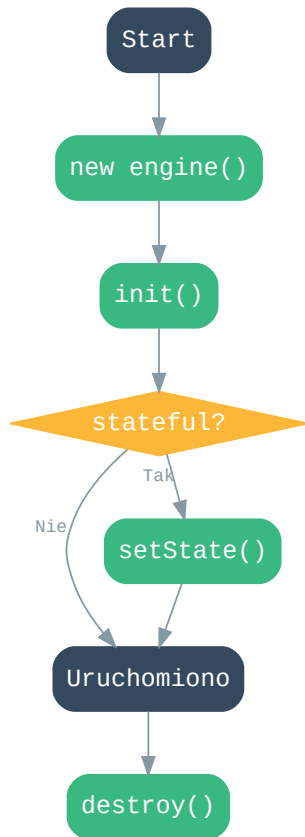 Start
new engine()
init()
stateful?
Tak
Nie
setState()
Uruchomiono
destroy()